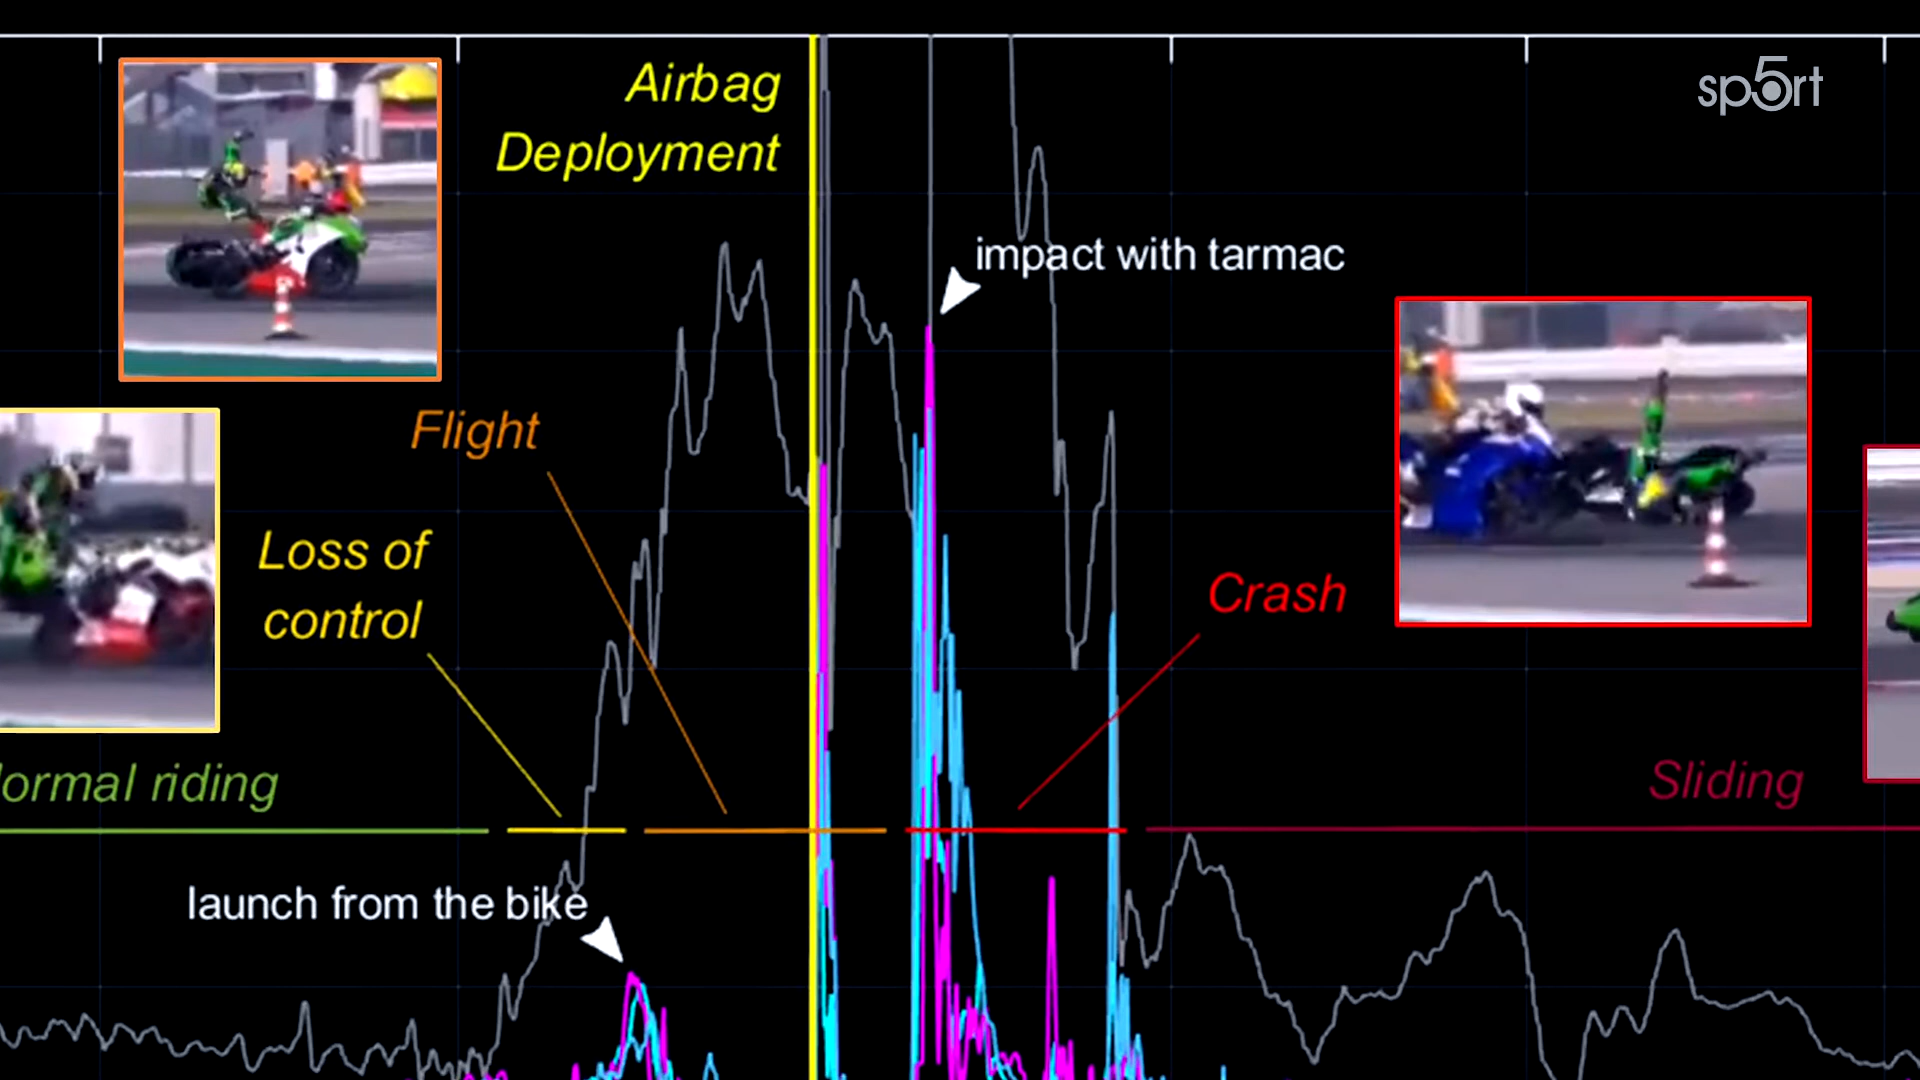 Airbag
Deployment
sp5rt
impact with tarmac
Flight
Loss of
control
Crash
ormal riding
Sliding
launch from the bike